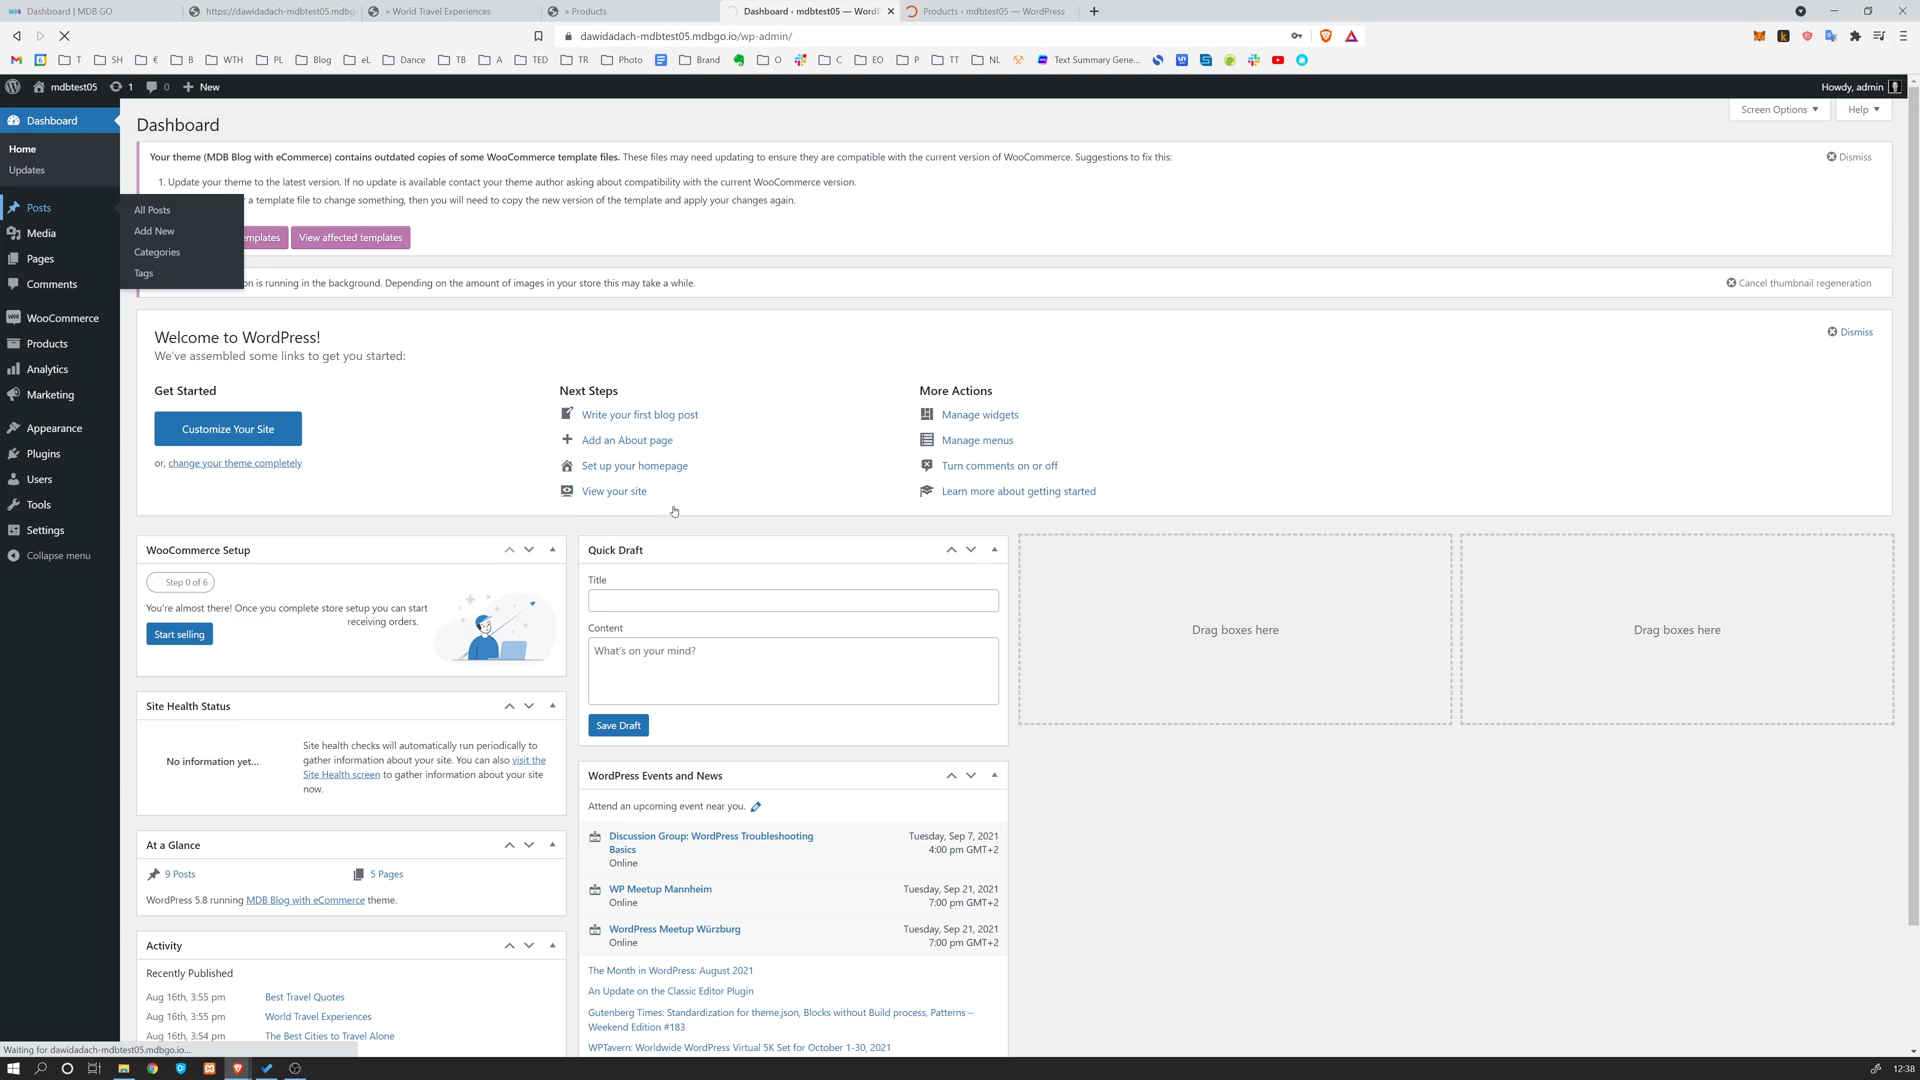 Dashboard | MDB GO
https://dawidadach-mdbtest05.mdbg
» World Travel Experiences
» Products
Dashboard ‹ mdbtest05 — WordP
Products ‹ mdbtest05 — WordPress
dawidadach-mdbtest05.mdbgo.io/wp-admin/
T
SH
€
B
WTH
PL
Blog
eL
Dance
TB
A
TED
TR
Photo
Brand
O
C
EO
P
TT
NL
Text Summary Gene...
mdbtest05
1
0
New
Howdy, admin
Screen Options
Help
Dashboard
Home
Updates
Posts
Media
Pages
Comments
WooCommerce
Products
Analytics
Marketing
Appearance
Plugins
Users
Tools
Settings
Collapse menu
All Posts
Add New
Categories
Tags
Dashboard
Your theme (MDB Blog with eCommerce) contains outdated copies of some WooCommerce template files. These files may need updating to ensure they are compatible with the current version of WooCommerce. Suggestions to fix this:
Dismiss
1. Update your theme to the latest version. If no update is available contact your theme author asking about compatibility with the current WooCommerce version.
a template file to change something, then you will need to copy the new version of the template and apply your changes again.
emplates
View affected templates
on is running in the background. Depending on the amount of images in your store this may take a while.
Cancel thumbnail regeneration
Welcome to WordPress!
We've assembled some links to get you started:
Dismiss
Get Started
Customize Your Site
or, change your theme completely
Next Steps
Write your first blog post
Add an About page
Set up your homepage
View your site
More Actions
Manage widgets
Manage menus
Turn comments on or off
Learn more about getting started
WooCommerce Setup
Step 0 of 6
You're almost there! Once you complete store setup you can start
receiving orders.
Start selling
Site Health Status
No information yet...
Site health checks will automatically run periodically to
gather information about your site. You can also visit the
Site Health screen to gather information about your site
now.
At a Glance
9 Posts
5 Pages
WordPress 5.8 running MDB Blog with eCommerce theme.
Activity
Recently Published
Aug 16th, 3:55 pm
Best Travel Quotes
Aug 16th, 3:55 pm
World Travel Experiences
Aug 16th, 3:54 pm
The Best Cities to Travel Alone
Quick Draft
Title
Content
What's on your mind?
Save Draft
WordPress Events and News
Attend an upcoming event near you.
Discussion Group: WordPress Troubleshooting
Basics
Online
Tuesday, Sep 7, 2021
4:00 pm GMT+2
WP Meetup Mannheim
Online
Tuesday, Sep 21, 2021
7:00 pm GMT+2
WordPress Meetup Würzburg
Online
Tuesday, Sep 21, 2021
7:00 pm GMT+2
The Month in WordPress: August 2021
An Update on the Classic Editor Plugin
Gutenberg Times: Standardization for theme.json, Blocks without Build process, Patterns –
Weekend Edition #183
WPTavern: Worldwide WordPress Virtual 5K Set for October 1-30, 2021
Drag boxes here
Drag boxes here
Waiting for dawidadach-mdbtest05.mdbgo.io...
12:38